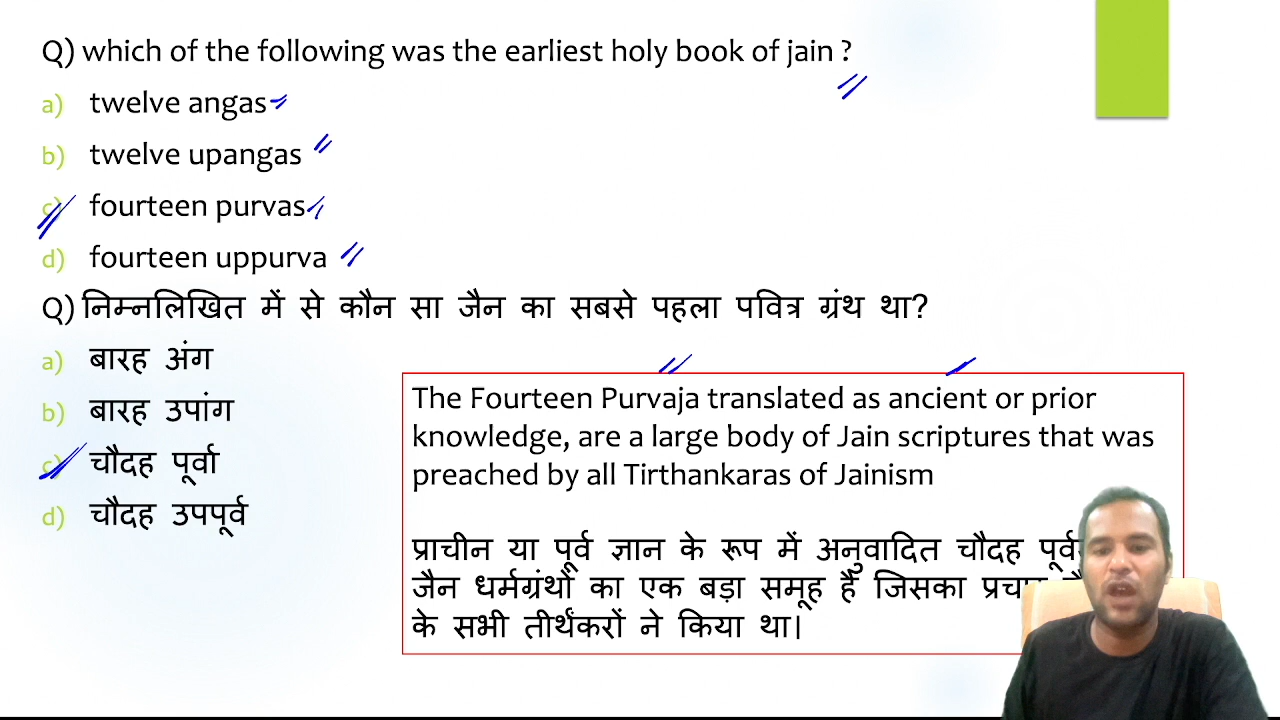 Q) which of the following was the earliest holy book of jain ?
a) twelve angas
b) twelve upangas
c) fourteen purvas
d) fourteen uppurva
Q) निम्नलिखित में से कौन सा जैन का सबसे पहला पवित्र ग्रंथ था?
a) बारह अंग
b) बारह उपांग
c) चौदह पूर्वा
d) चौदह उपपूर्व
The Fourteen Purvaja translated as ancient or prior
knowledge, are a large body of Jain scriptures that was
preached by all Tirthankaras of Jainism
प्राचीन या पूर्व ज्ञान के रूप में अनुवादित चौदह
जैन धर्मग्रंथों का एक बड़ा समूह है जिसका
के सभी तीर्थंकरों ने किया था।